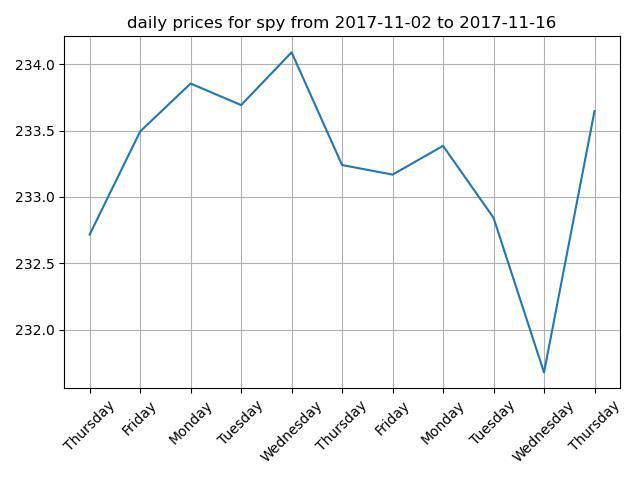 daily prices for spy from 2017-11-02 to 2017-11-16
234.0
233.5
233.0
232.5
232.0
Thursday
Friday
Monday
Tuesday
Wednesday
Thursday
Friday
Monday
Tuesday
Wednesday
Thursday